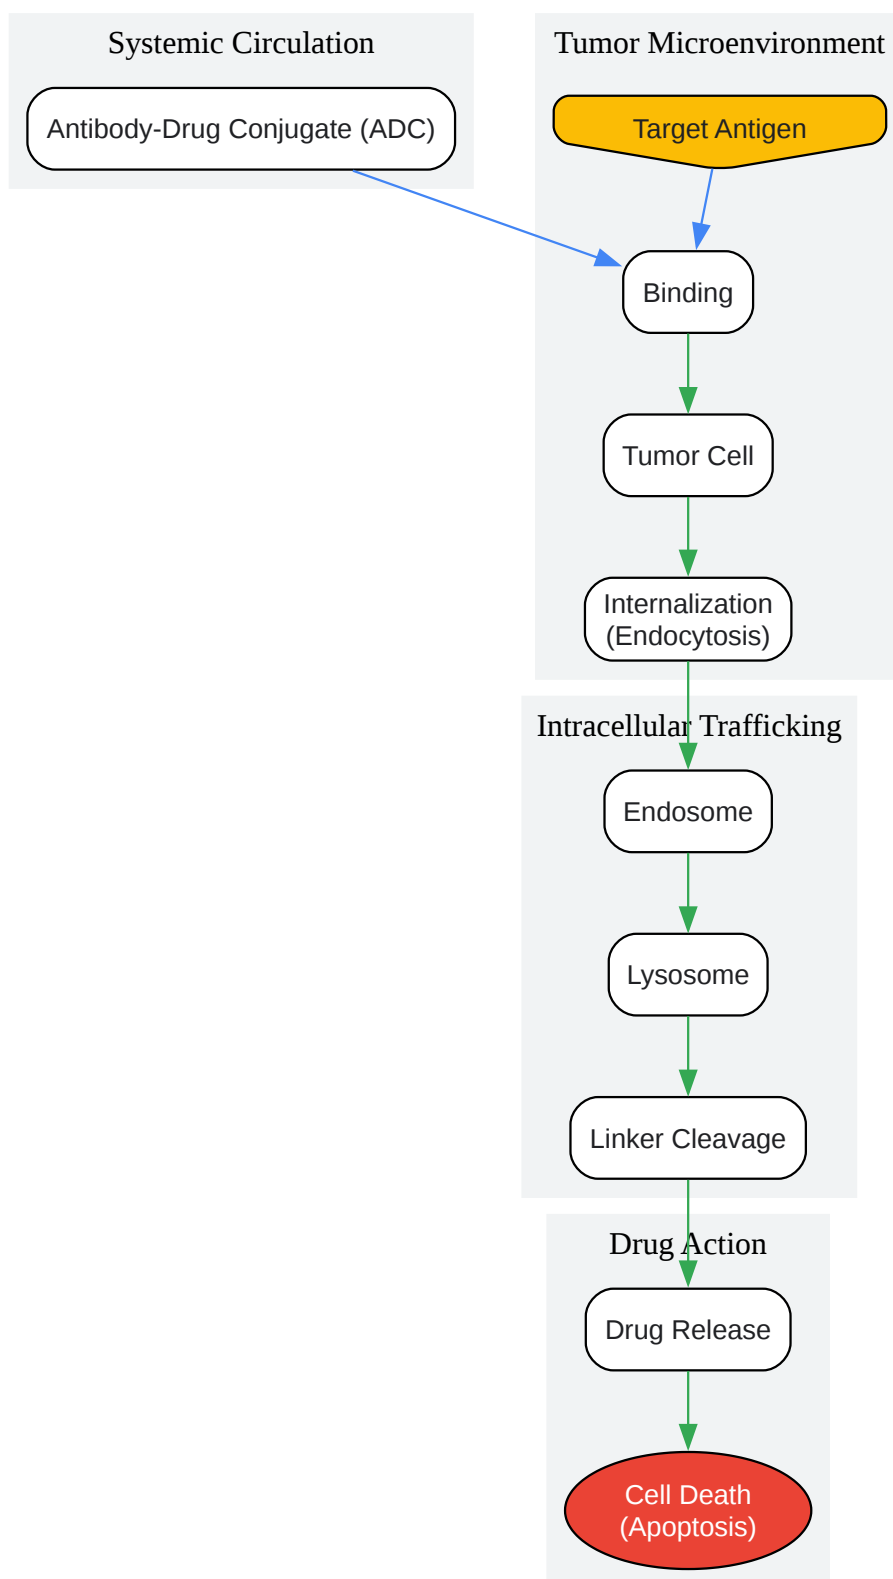 Systemic Circulation
Antibody-Drug Conjugate (ADC)
Tumor Microenvironment
Target Antigen
Binding
Tumor Cell
Internalization
(Endocytosis)
Intracellular Trafficking
Endosome
Lysosome
Linker Cleavage
Drug Action
Drug Release
Cell Death
(Apoptosis)